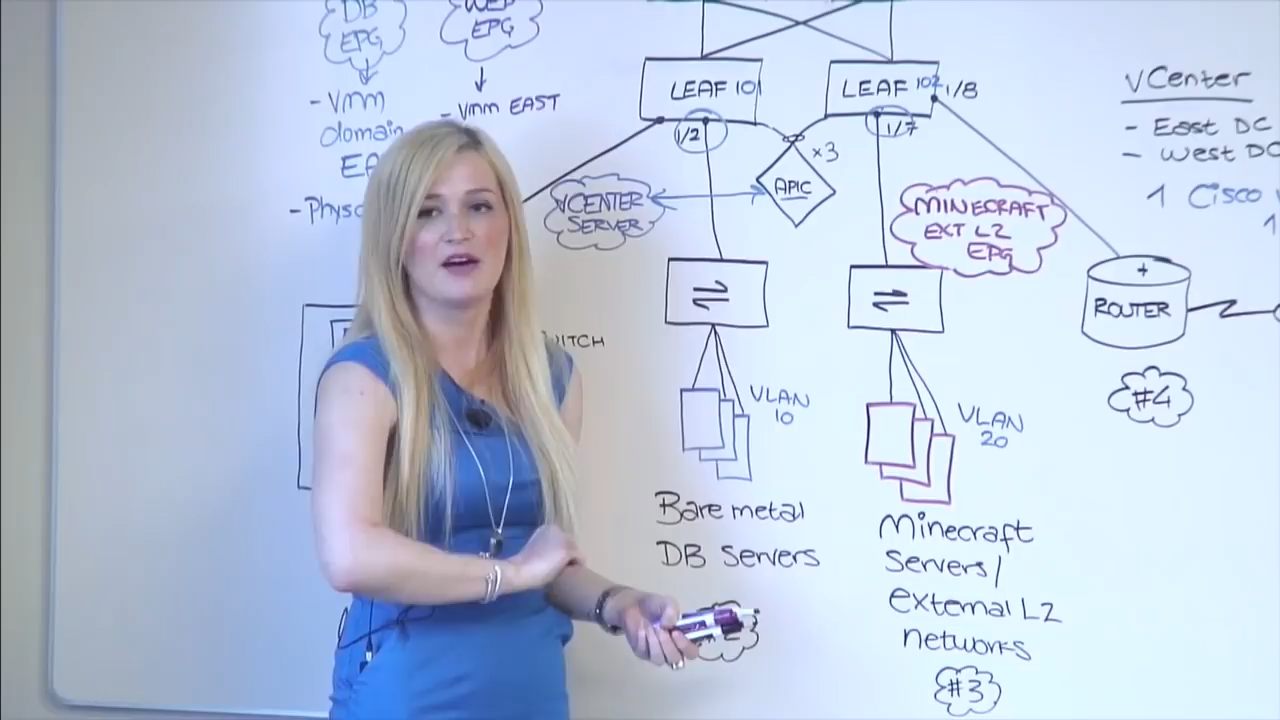 DB
EPG
WEB
EPG
- Vmm
domain
- Vmm EAST
LEAF 101
LEAF 102
1/8
1/2
1/7
x3
APIC
VCENTER
SERVER
MINECRAFT
EXT L2
EPG
vCenter
- East DC
- West DC
1 Cisco
1
+
ROUTER
#4
VLAN
10
VLAN
20
Bare metal
DB Servers
Minecraft
Servers/
external L2
networks
#3